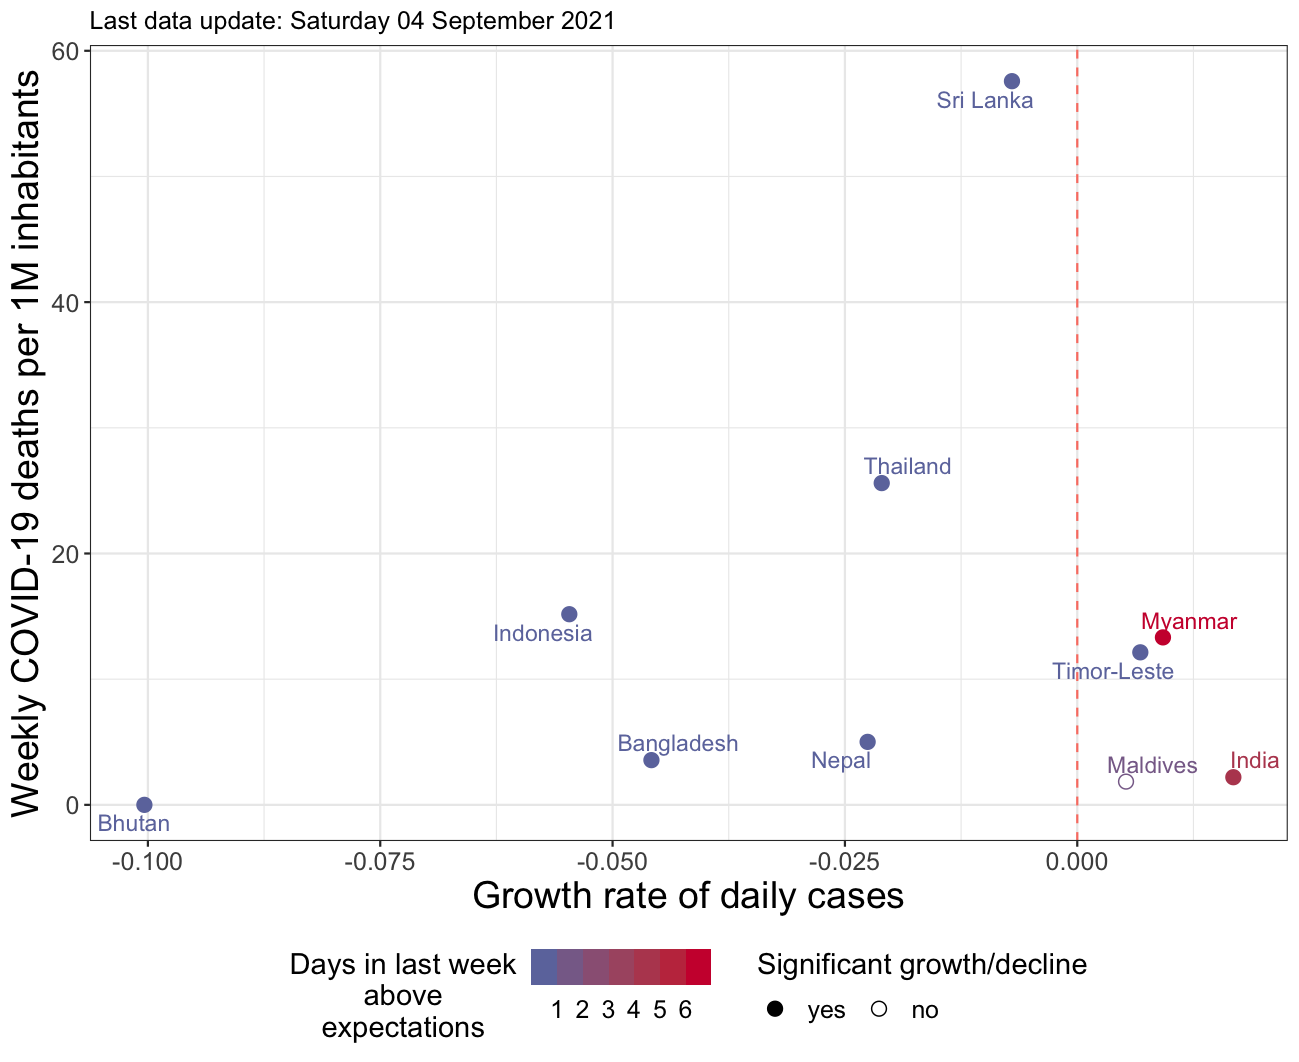 Last data update: Saturday 04 September 2021
Weekly COVID-19 deaths per 1M inhabitants
60
40
20
0
Sri Lanka
Thailand
Indonesia
Myanmar
Timor-Leste
Bangladesh
Nepal
Maldives
India
Bhutan
-0.100 -0.075 -0.050 -0.025 0.000
Growth rate of daily cases
Days in last week
above
expectations
1 2 3 4 5 6
Significant growth/decline
yes no